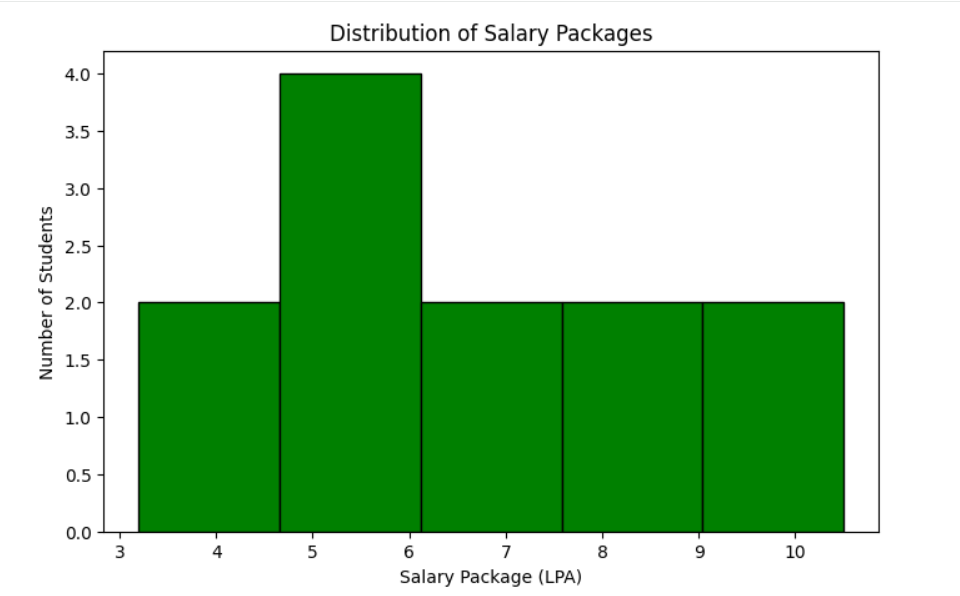 Distribution of Salary Packages
4.0
3.5
3.0
2.5
2.0
1.5
1.0
0.5
0.0
Number of Students
3 4 5 6 7 8 9 10
Salary Package (LPA)